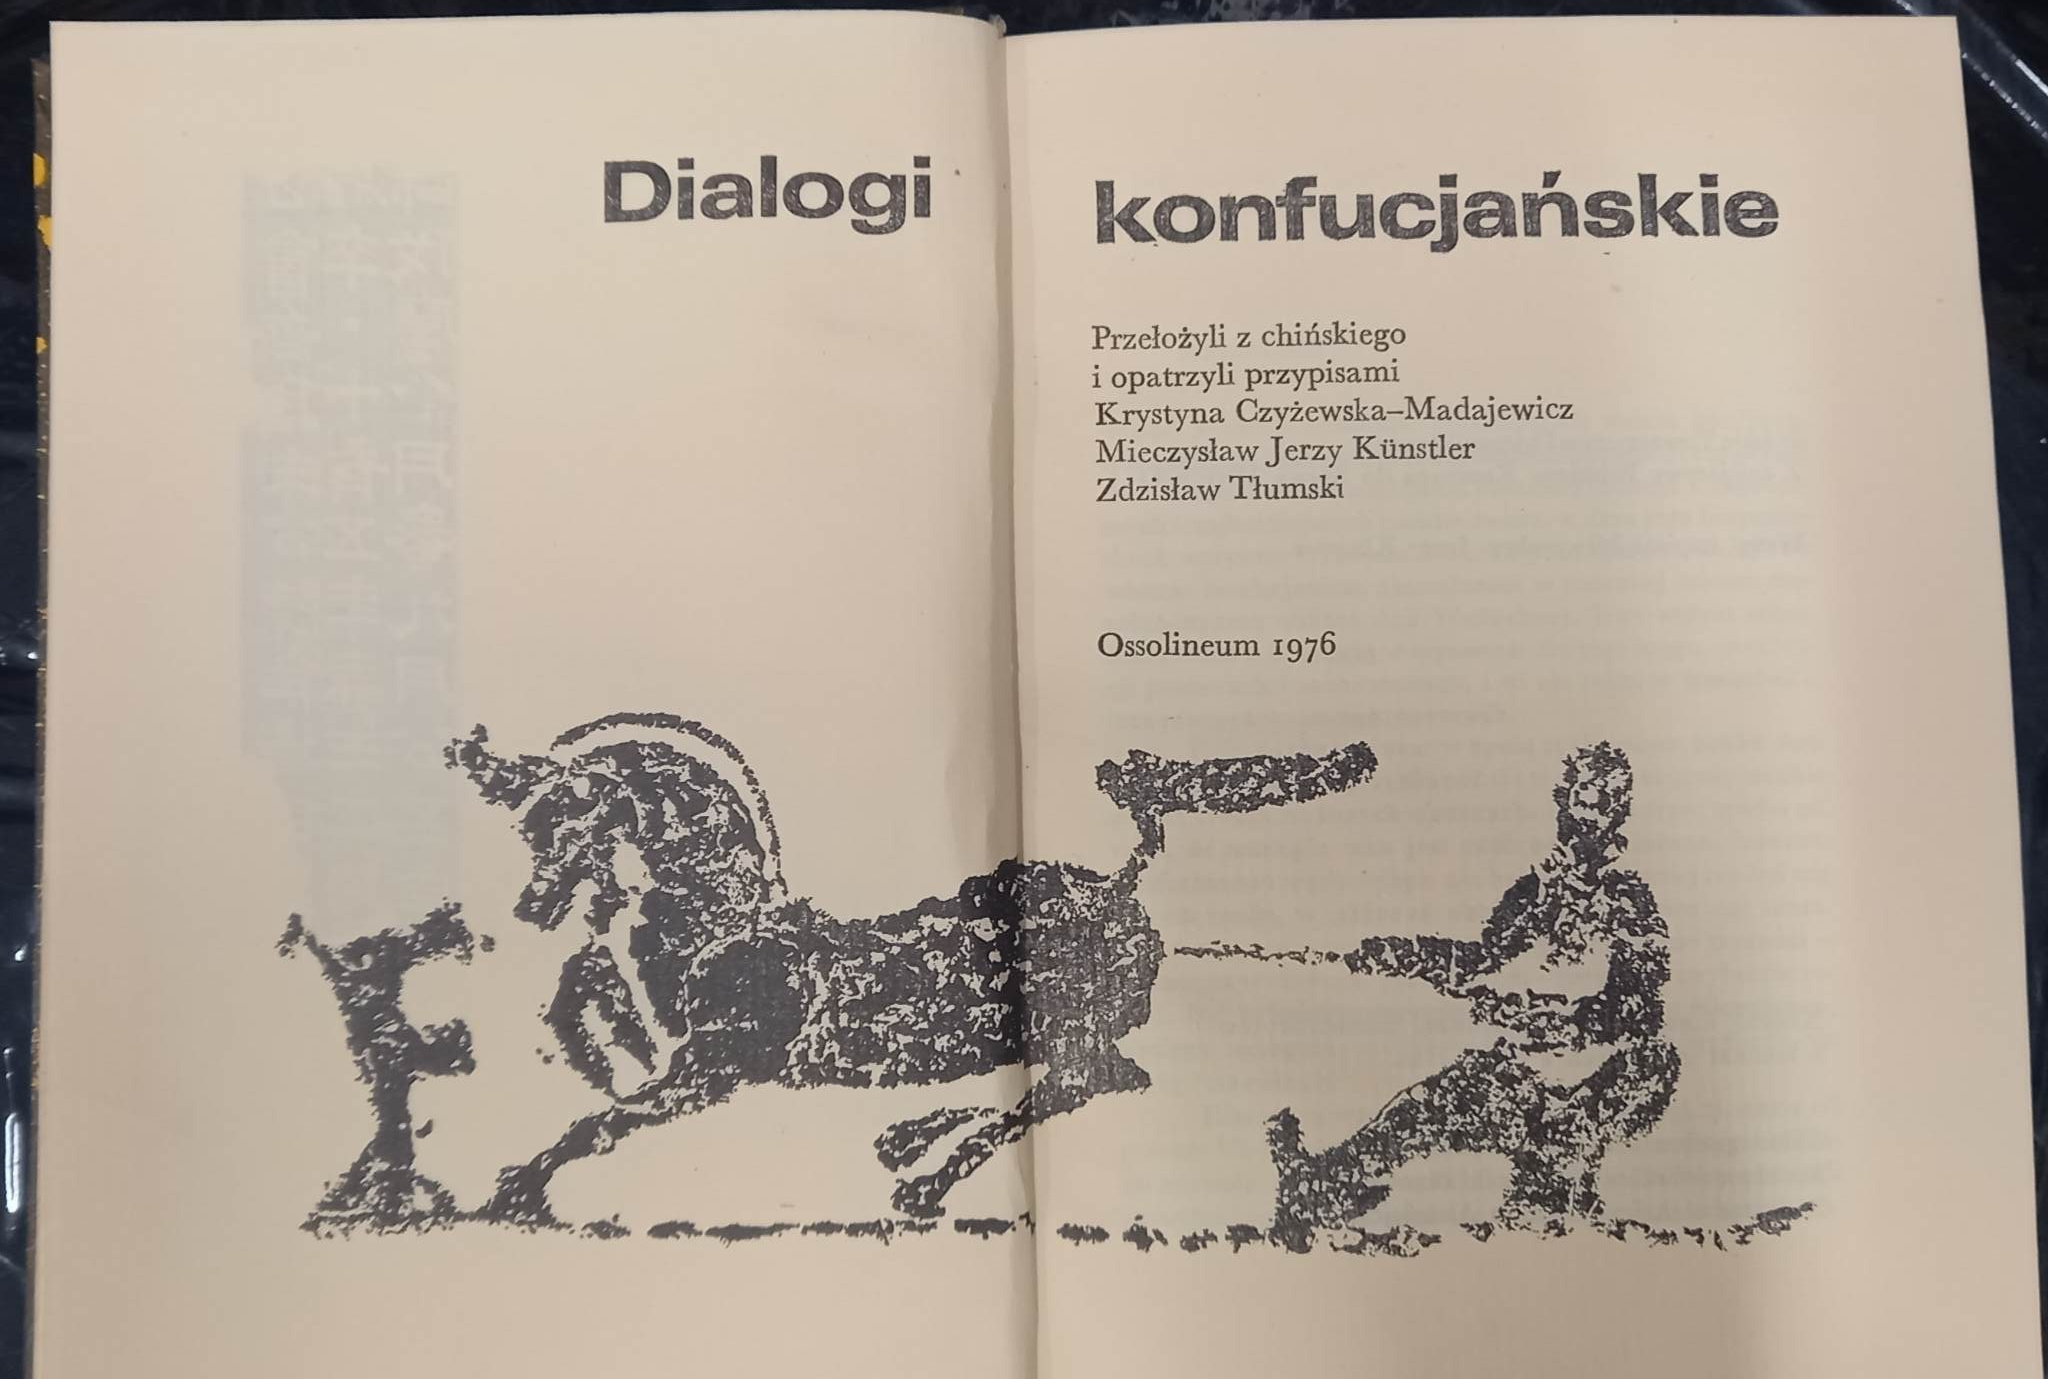 Dialogi konfucjańskie
Przełożyli z chińskiego
i opatrzyli przypisami
Krystyna Czyżewska–Madajewicz
Mieczysław Jerzy Künstler
Zdzisław Tłumski
Ossolineum 1976